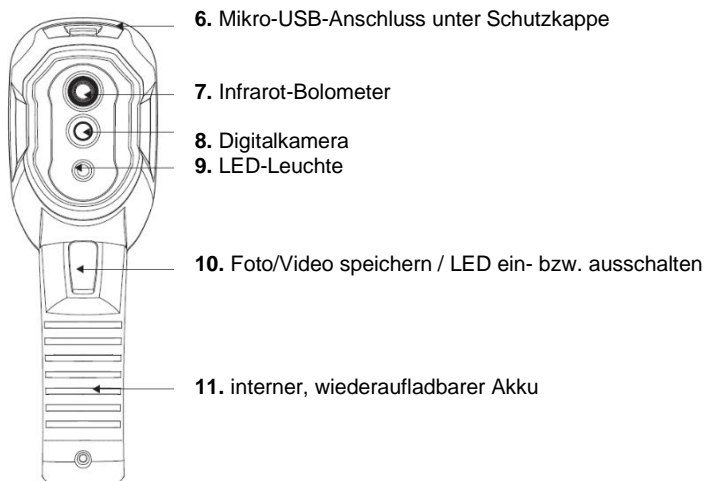 6. Mikro-USB-Anschluss unter Schutzkappe
7. Infrarot-Bolometer
8. Digitalkamera
9. LED-Leuchte
10. Foto/Video speichern / LED ein- bzw. ausschalten
11. interner, wiederaufladbarer Akku